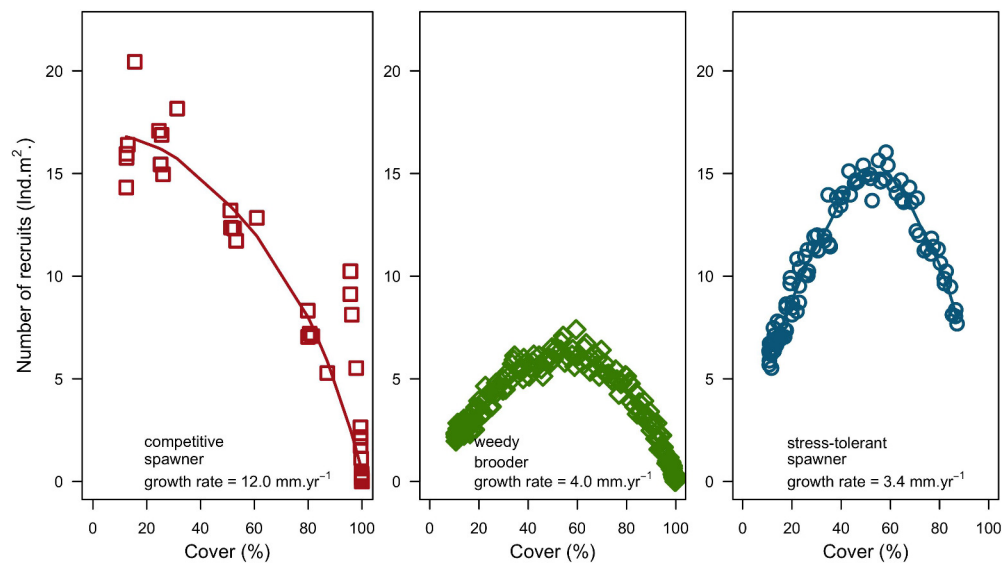 Number of recruits (Ind.m².)
20
15
10
5
0
competitive
spawner
growth rate = 12.0 mm.yr⁻¹
0 20 40 60 80 100
Cover (%)
20
15
10
5
0
weedy
brooder
growth rate = 4.0 mm.yr⁻¹
0 20 40 60 80 100
Cover (%)
20
15
10
5
0
stress-tolerant
spawner
growth rate = 3.4 mm.yr⁻¹
0 20 40 60 80 100
Cover (%)